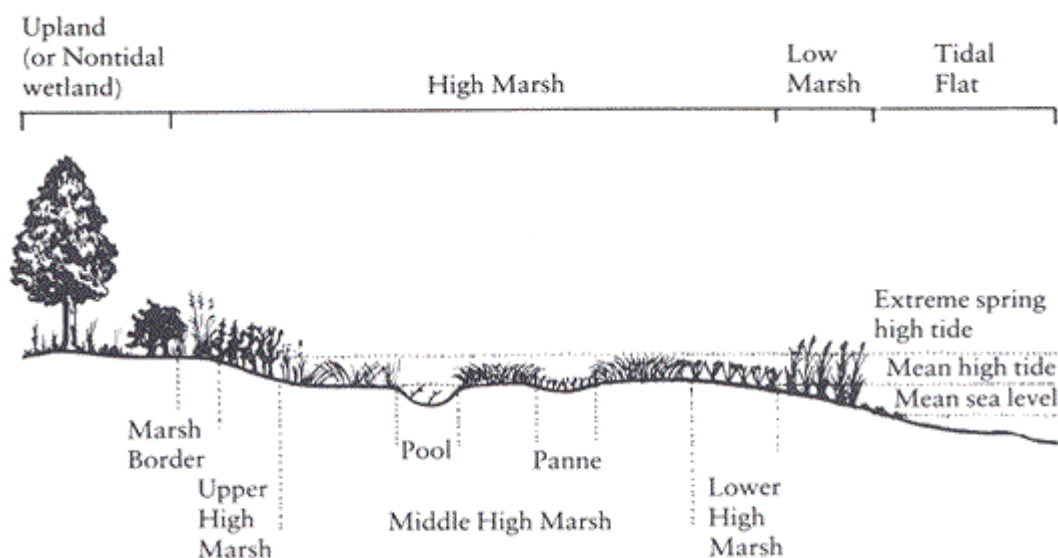 Upland
(or Nontidal
wetland)
High Marsh
Low
Marsh
Tidal
Flat
Extreme spring
high tide
Mean high tide
Mean sea level
Marsh
Border
Pool
Panne
Upper
High
Marsh
Middle High Marsh
Lower
High
Marsh